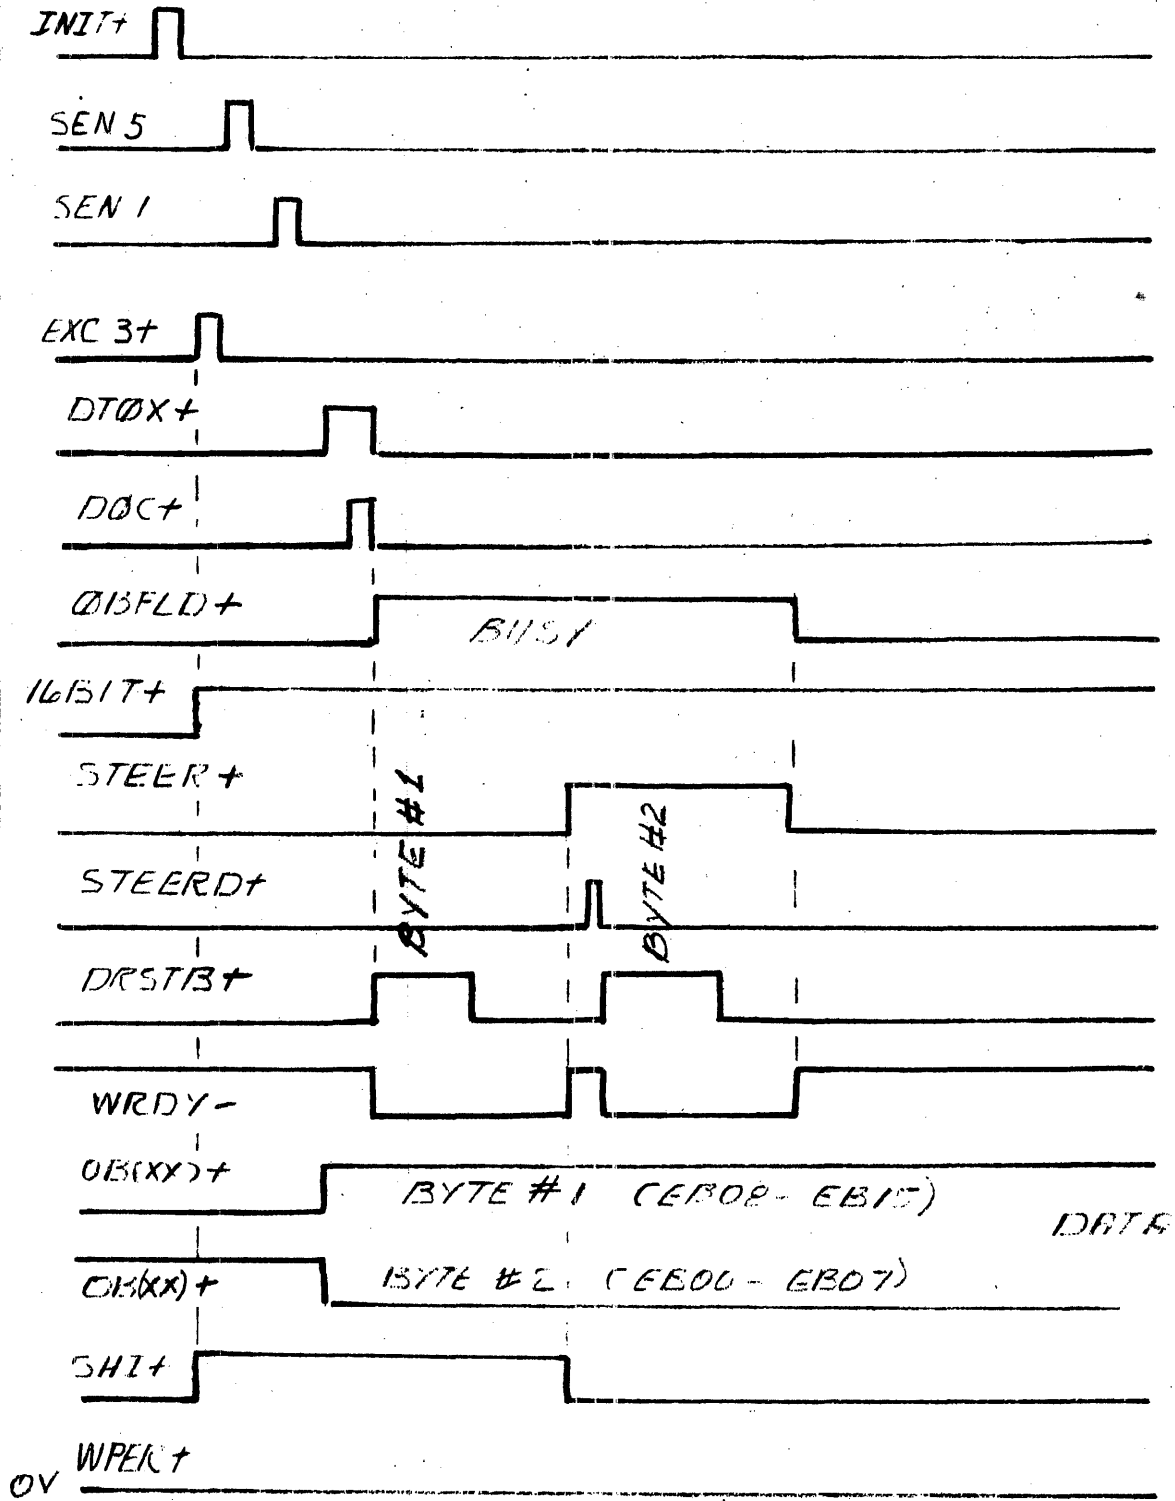 INIT+
SEN 5
SEN 1
EXC 3+
DTØX+
DØC+
ØBFLD+
BUSY
16BIT+
STEER+
BYTE #1
BYTE #2
STEERD+
DRSTB+
WRDY-
OB(XX)+
BYTE #1 (EB08- EB15)
DATA
OB(XX)+
BYTE #2 (EB00 - EB07)
SHI+
WPER+
OV